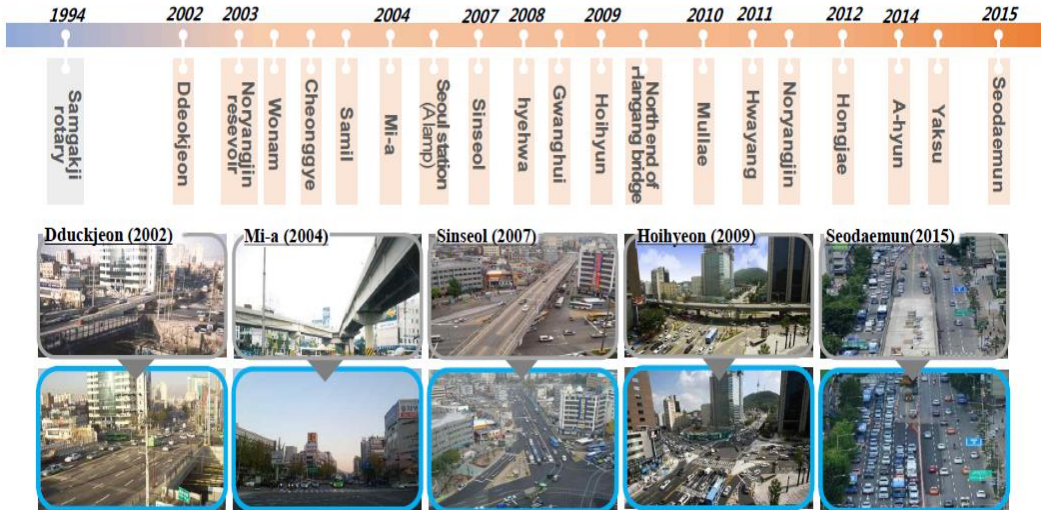 1994
2002
2003
2004
2007
2008
2009
2010
2011
2012
2014
2015
Samgakji
rotary
Ddeokjeon
Noryangjin
resevoir
Wonam
Cheonggye
Samil
Mi-a
Seoul station
(A lamp)
Sinseol
hyehwa
Gwanghui
Hoihyun
North end of
Hangang bridge
Mullae
Hwayang
Noryangjin
Hongjae
A-hyun
Yaksu
Seodaemun
Dduckjeon (2002)
Mi-a (2004)
Sinseol (2007)
Hoihyeon (2009)
Seodaemun(2015)